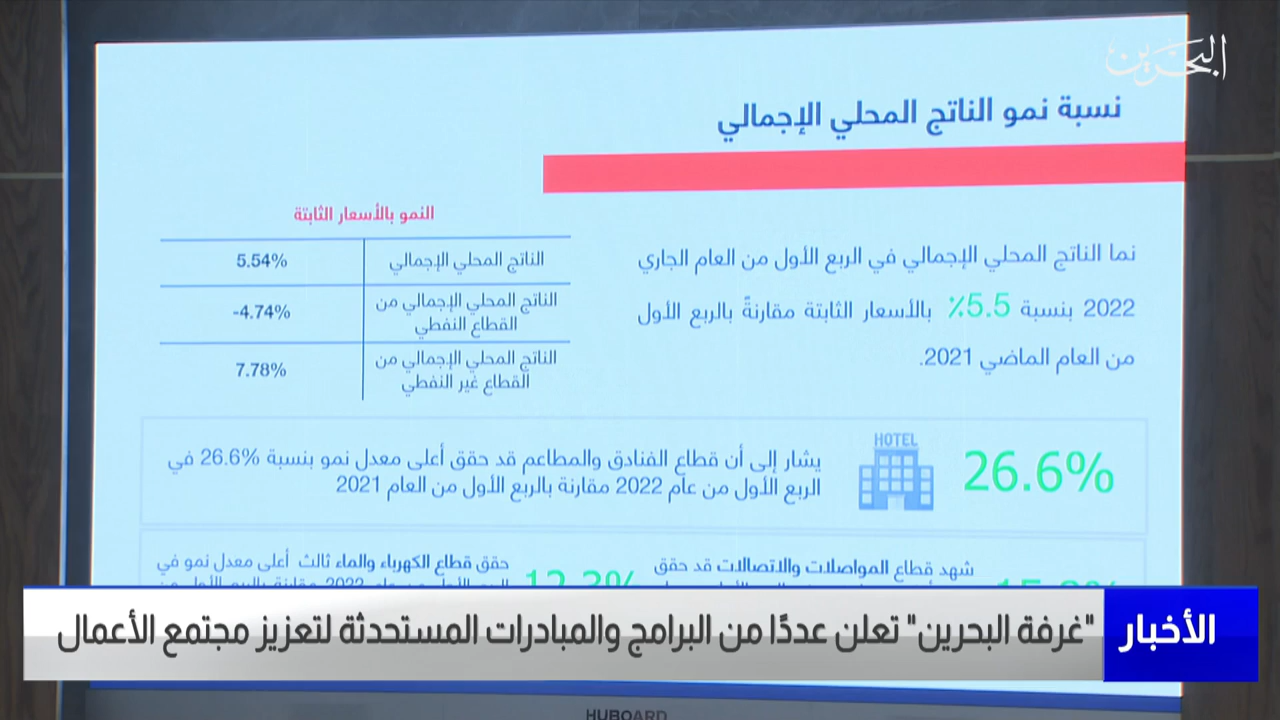 البحرين
نسبة نمو الناتج المحلي الإجمالي
نما الناتج المحلي الإجمالي في الربع الأول من العام الجاري
2022 بنسبة 5.5٪ بالأسعار الثابتة مقارنةً بالربع الأول
من العام الماضي 2021.
النمو بالأسعار الثابتة
الناتج المحلي الإجمالي 5.54%
الناتج المحلي الإجمالي من
القطاع النفطي
-4.74%
الناتج المحلي الإجمالي من
القطاع غير النفطي
7.78%
26.6%
HOTEL
يشار إلى أن قطاع الفنادق والمطاعم قد حقق أعلى معدل نمو بنسبة 26.6% في
الربع الأول من عام 2022 مقارنة بالربع الأول من العام 2021
شهد قطاع المواصلات والاتصالات قد حقق
حقق قطاع الكهرباء والماء ثالث أعلى معدل نمو في
الأخبار
"غرفة البحرين" تعلن عددًا من البرامج والمبادرات المستحدثة لتعزيز مجتمع الأعمال
HUBOARD